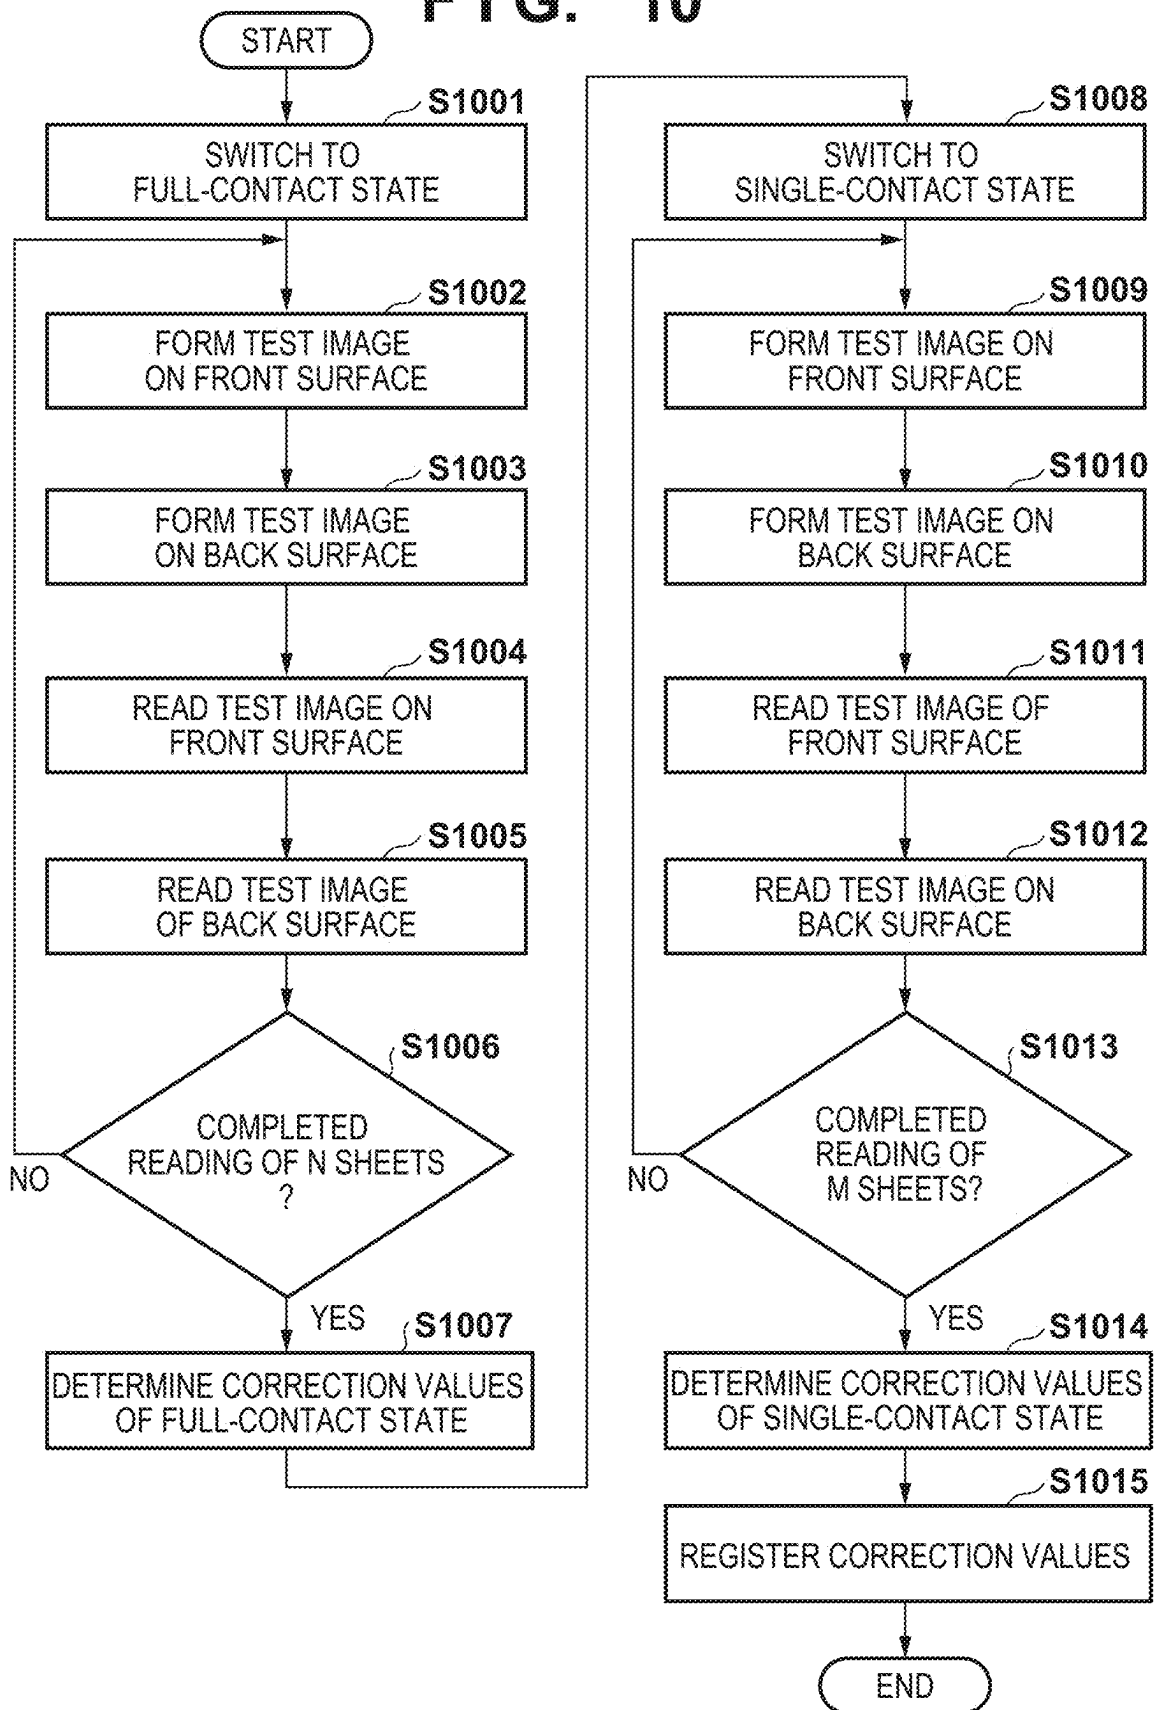 FIG. 10
START
S1001
SWITCH TO
FULL-CONTACT STATE
S1002
FORM TEST IMAGE
ON FRONT SURFACE
S1003
FORM TEST IMAGE
ON BACK SURFACE
S1004
READ TEST IMAGE ON
FRONT SURFACE
S1005
READ TEST IMAGE
OF BACK SURFACE
S1006
COMPLETED
READING OF N SHEETS
?
NO
YES
S1007
DETERMINE CORRECTION VALUES
OF FULL-CONTACT STATE
S1008
SWITCH TO
SINGLE-CONTACT STATE
S1009
FORM TEST IMAGE ON
FRONT SURFACE
S1010
FORM TEST IMAGE ON
BACK SURFACE
S1011
READ TEST IMAGE OF
FRONT SURFACE
S1012
READ TEST IMAGE ON
BACK SURFACE
S1013
COMPLETED
READING OF
M SHEETS?
NO
YES
S1014
DETERMINE CORRECTION VALUES
OF SINGLE-CONTACT STATE
S1015
REGISTER CORRECTION VALUES
END